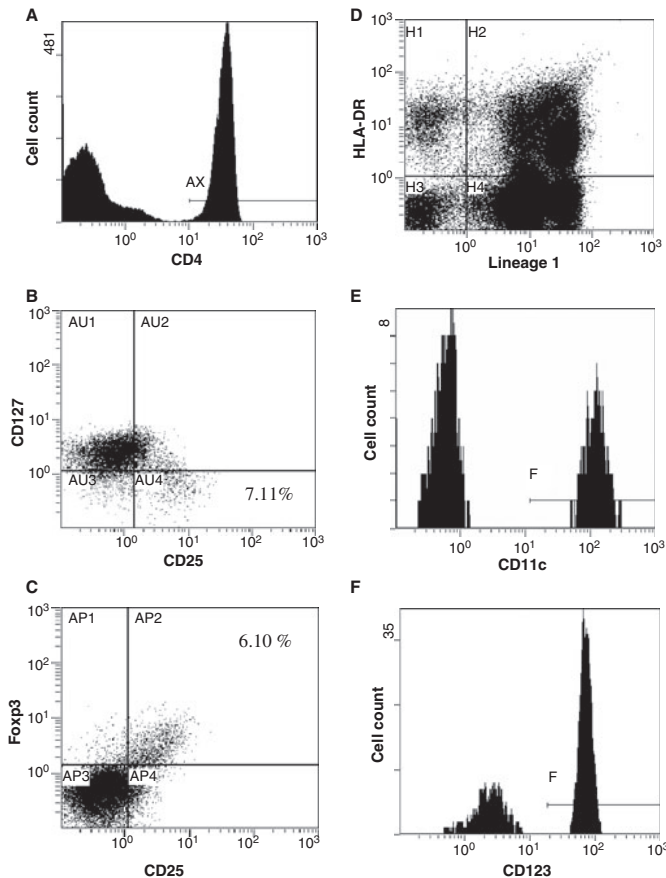 A
481
Cell count
AX
10⁰ 10¹ 10² 10³
CD4
B
10³
10²
10¹
10⁰
CD127
AU1 AU2
AU3 AU4
7.11%
10⁰ 10¹ 10² 10³
CD25
C
10³
10²
10¹
10⁰
Foxp3
AP1 AP2
6.10 %
AP3 AP4
10⁰ 10¹ 10² 10³
CD25
D
10³
10²
10¹
10⁰
HLA-DR
H1 H2
H3 H4
10⁰ 10¹ 10² 10³
Lineage 1
E
8
Cell count
F
10⁰ 10¹ 10² 10³
CD11c
F
35
Cell count
F
10⁰ 10¹ 10² 10³
CD123